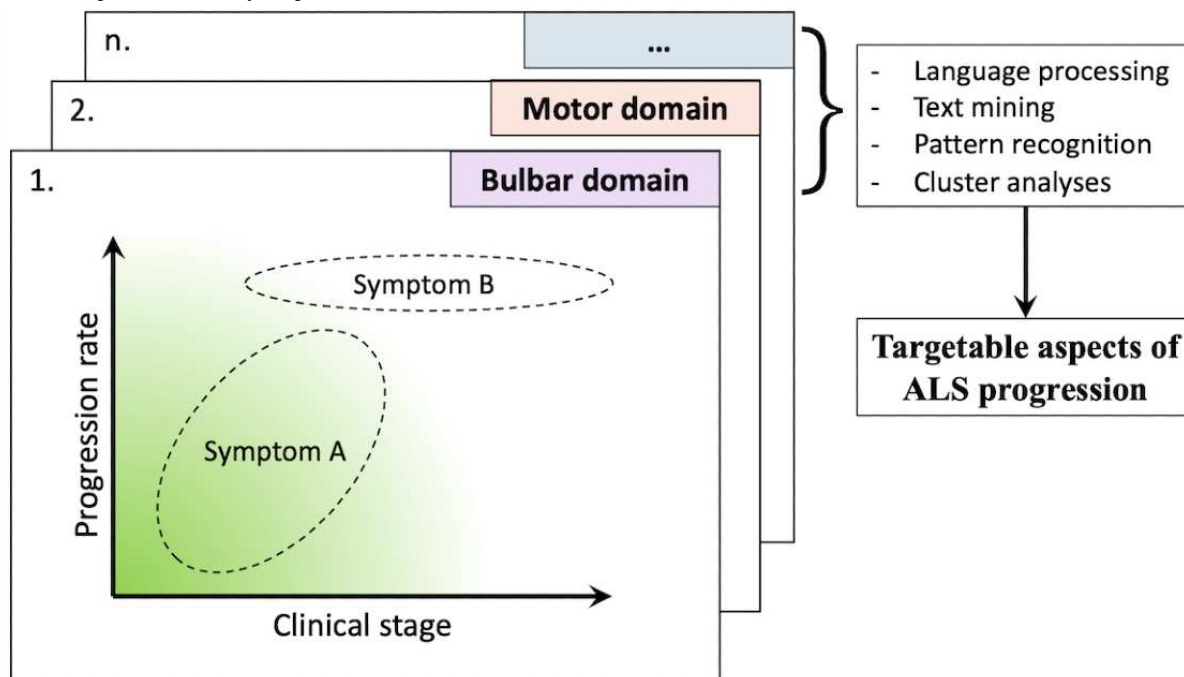 n.
...
2.
Motor domain
1.
Bulbar domain
Progression rate
Symptom B
Symptom A
Clinical stage
- Language processing
- Text mining
- Pattern recognition
- Cluster analyses
Targetable aspects of
ALS progression